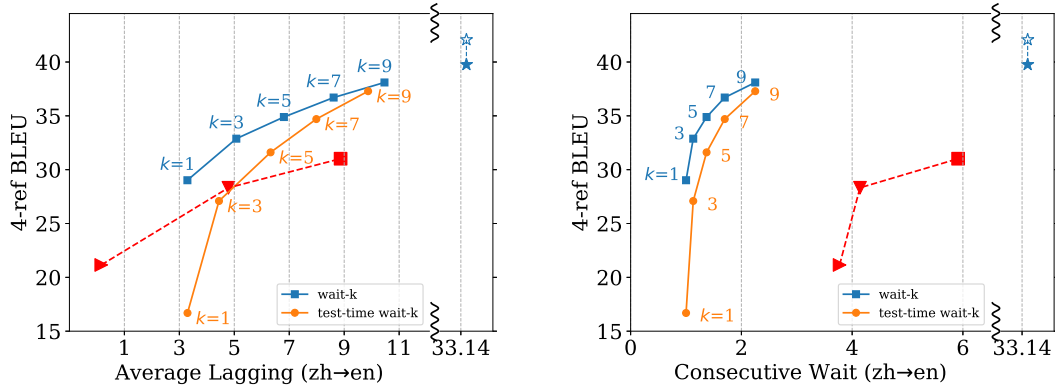 4-ref BLEU
40
35
30
25
20
15
k=1
k=3
k=5
k=7
k=9
k=1
k=3
k=5
k=7
k=9
wait-k
test-time wait-k
1 3 5 7 9 11 33.14
Average Lagging (zh→en)
4-ref BLEU
40
35
30
25
20
15
k=1
3
5
7
9
k=1
3
5
7
9
wait-k
test-time wait-k
0 2 4 6 33.14
Consecutive Wait (zh→en)